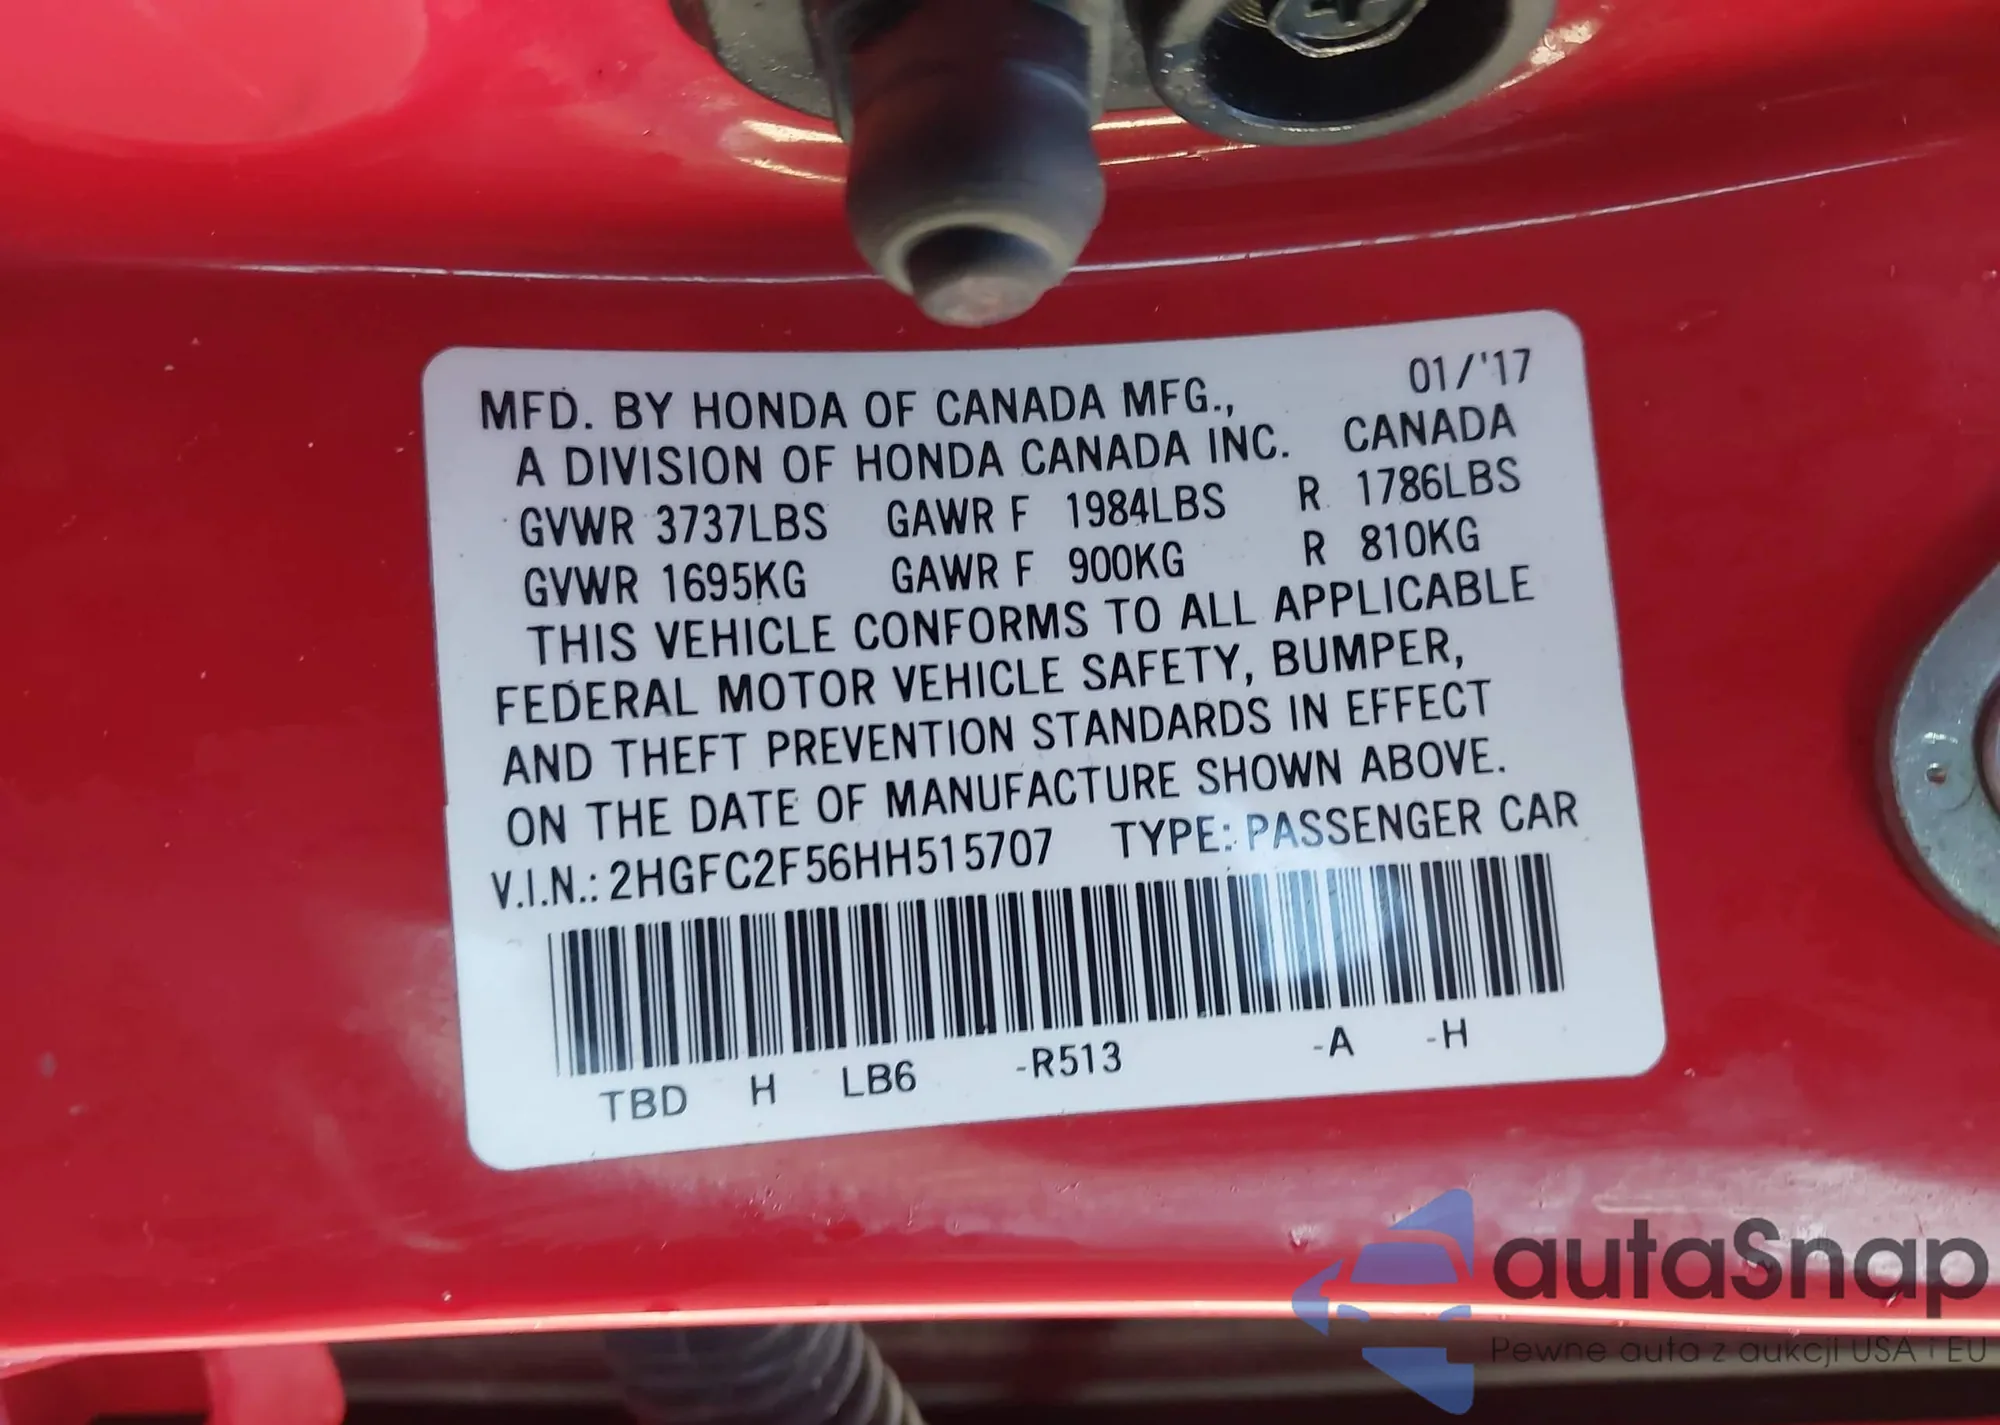 MFD. BY HONDA OF CANADA MFG., 01/'17
A DIVISION OF HONDA CANADA INC. CANADA
GVWR 3737LBS GAWR F 1984LBS R 1786LBS
GVWR 1695KG GAWR F 900KG R 810KG
THIS VEHICLE CONFORMS TO ALL APPLICABLE
FEDERAL MOTOR VEHICLE SAFETY, BUMPER,
AND THEFT PREVENTION STANDARDS IN EFFECT
ON THE DATE OF MANUFACTURE SHOWN ABOVE.
V.I.N.: 2HGFC2F56HH515707 TYPE: PASSENGER CAR
TBD H LB6 -R513 -A -H
autaSnap
Pewne auta z aukcji USA i EU